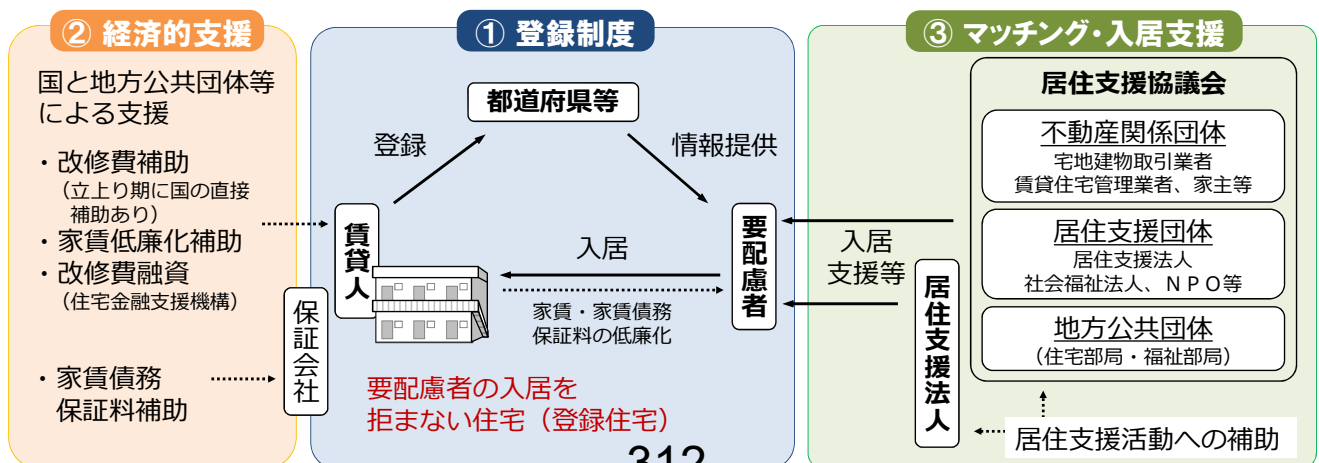 ② 経済的支援
国と地方公共団体等
による支援
・改修費補助
（立上り期に国の直接
補助あり）
・家賃低廉化補助
・改修費融資
（住宅金融支援機構）
・家賃債務
保証料補助
① 登録制度
都道府県等
登録
情報提供
賃貸人
保証会社
入居
家賃・家賃債務
保証料の低廉化
要配慮者
要配慮者の入居を
拒まない住宅（登録住宅）
312
③ マッチング・入居支援
居住支援協議会
不動産関係団体
宅地建物取引業者
賃貸住宅管理業者、家主等
居住支援団体
居住支援法人
社会福祉法人、ＮＰＯ等
地方公共団体
（住宅部局・福祉部局）
入居
支援等
居住支援法人
居住支援活動への補助